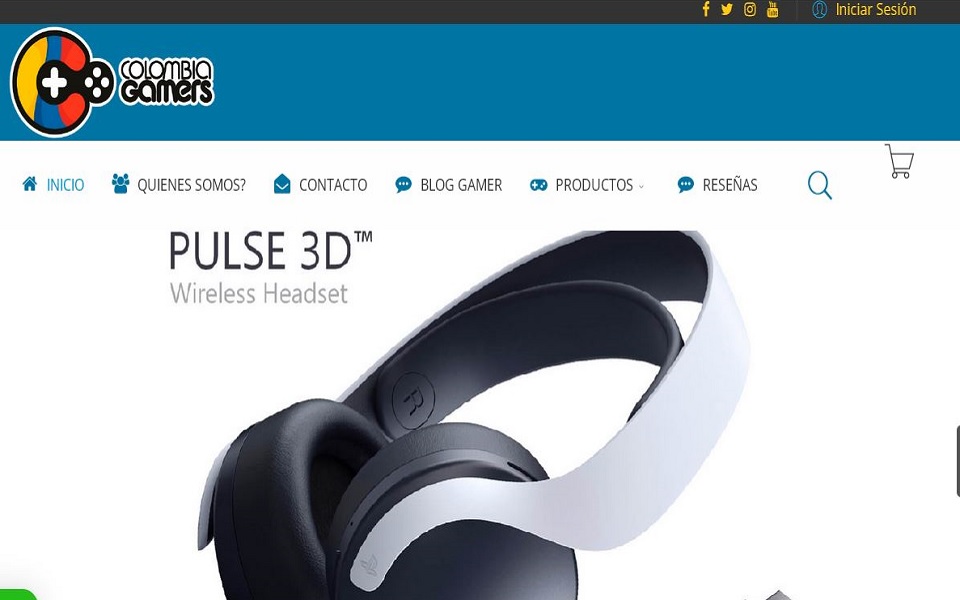 Iniciar Sesión
COLOMBIA
GAMERS
INICIO QUIENES SOMOS? CONTACTO BLOG GAMER PRODUCTOS RESEÑAS
PULSE 3D™
Wireless Headset
R